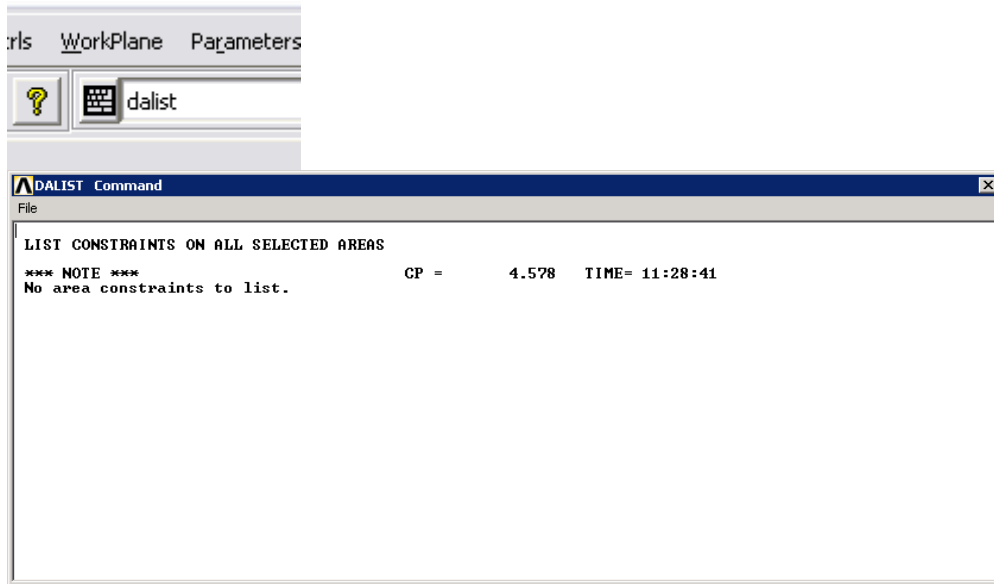 rls WorkPlane Parameters
dalist
DALIST Command
File
LIST CONSTRAINTS ON ALL SELECTED AREAS
*** NOTE *** CP = 4.578 TIME= 11:28:41
No area constraints to list.